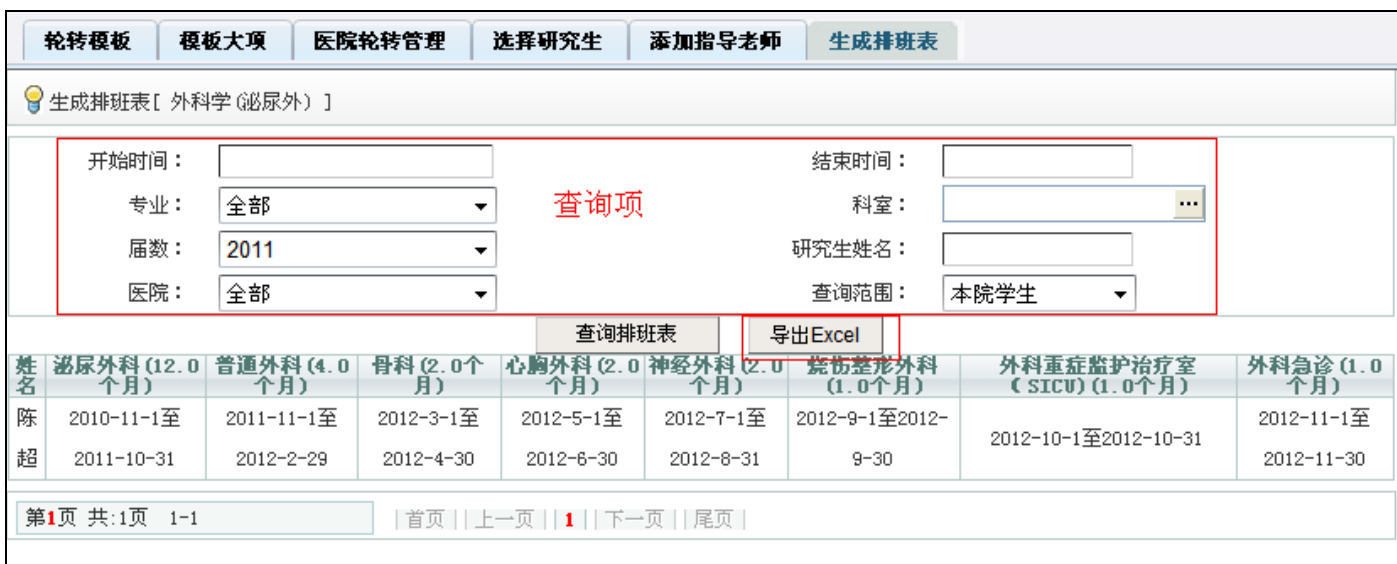 轮转模板 模板大项 医院轮转管理 选择研究生 添加指导老师 生成排班表
生成排班表[ 外科学(泌尿外) ]
开始时间： 结束时间：
专业： 全部 查询项 科室： ...
届数： 2011 研究生姓名：
医院： 全部 查询范围： 本院学生
查询排班表 导出Excel
姓 泌尿外科(12.0 普通外科(4.0 骨科(2.0个 心胸外科(2.0 神经外科(2.0 烧伤整形外科 外科重症监护治疗室 外科急诊(1.0
名 个月) 个月) 月) 个月) 个月) (1.0个月) (SICU)(1.0个月) 个月)
陈 2010-11-1至 2011-11-1至 2012-3-1至 2012-5-1至 2012-7-1至 2012-9-1至2012- 2012-10-1至2012-10-31 2012-11-1至
超 2011-10-31 2012-2-29 2012-4-30 2012-6-30 2012-8-31 9-30 2012-11-30
第1页 共:1页 1-1 |首页||上一页||1||下一页||尾页|